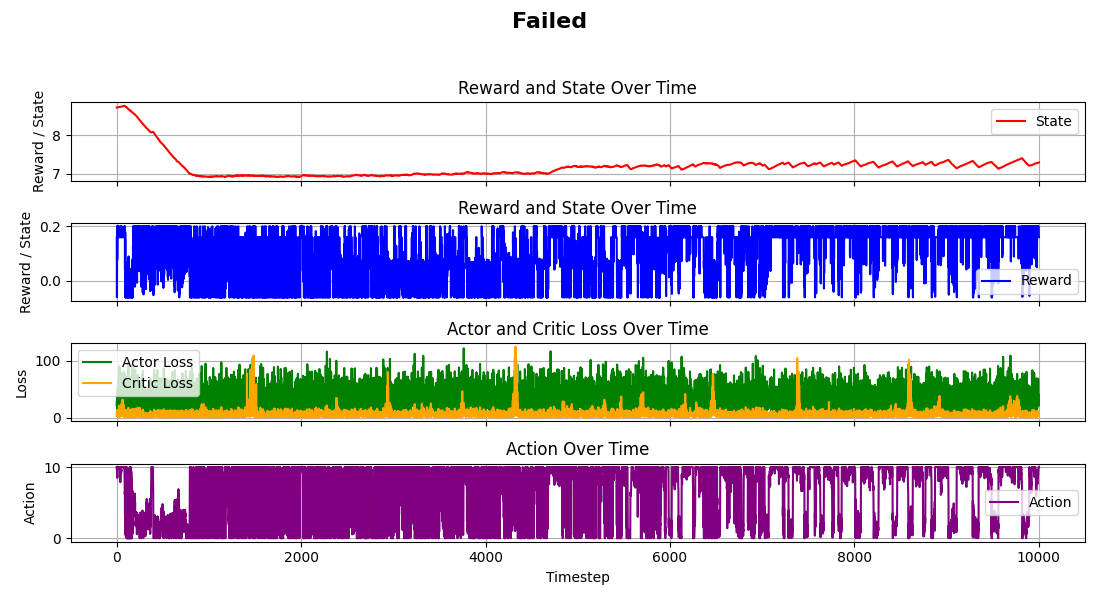 Failed
Reward and State Over Time
Reward / State
8
7
State
Reward and State Over Time
Reward / State
0.2
0.0
Reward
Actor and Critic Loss Over Time
Loss
100
0
Actor Loss
Critic Loss
Action Over Time
Action
10
0
Action
0 2000 4000 6000 8000 10000
Timestep